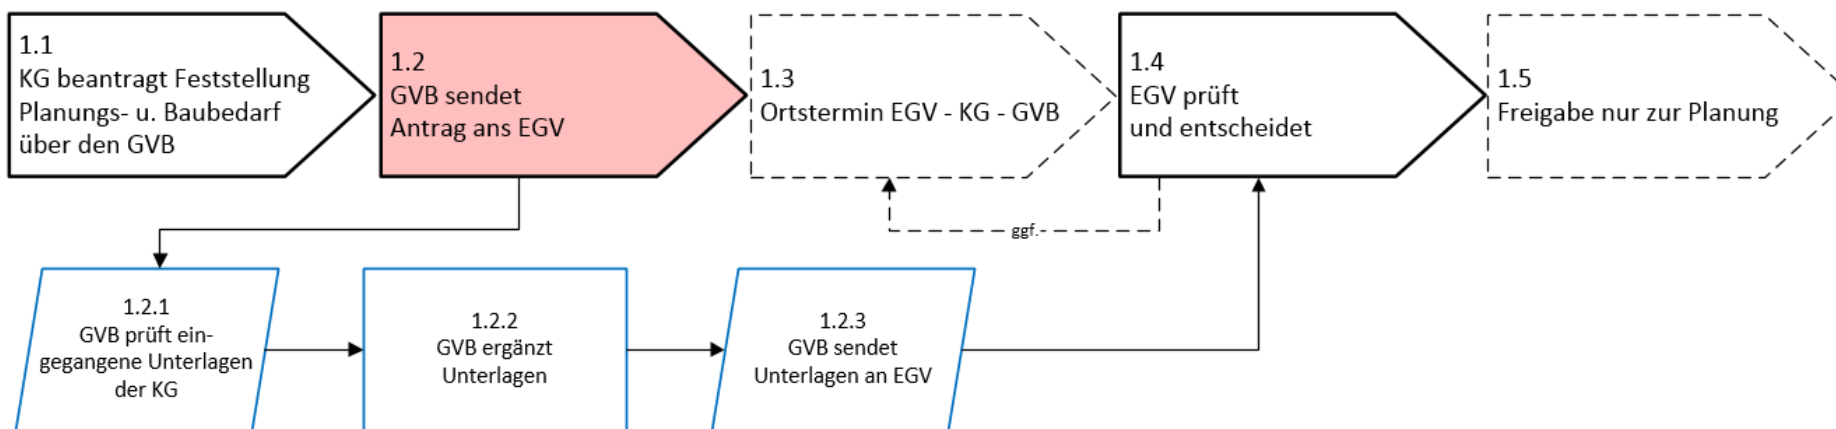 1.1
KG beantragt Feststellung
Planungs- u. Baubedarf
über den GVB
1.2
GVB sendet
Antrag ans EGV
1.3
Ortstermin EGV - KG - GVB
1.4
EGV prüft
und entscheidet
1.5
Freigabe nur zur Planung
ggf.-
1.2.1
GVB prüft ein-
gegangene Unterlagen
der KG
1.2.2
GVB ergänzt
Unterlagen
1.2.3
GVB sendet
Unterlagen an EGV